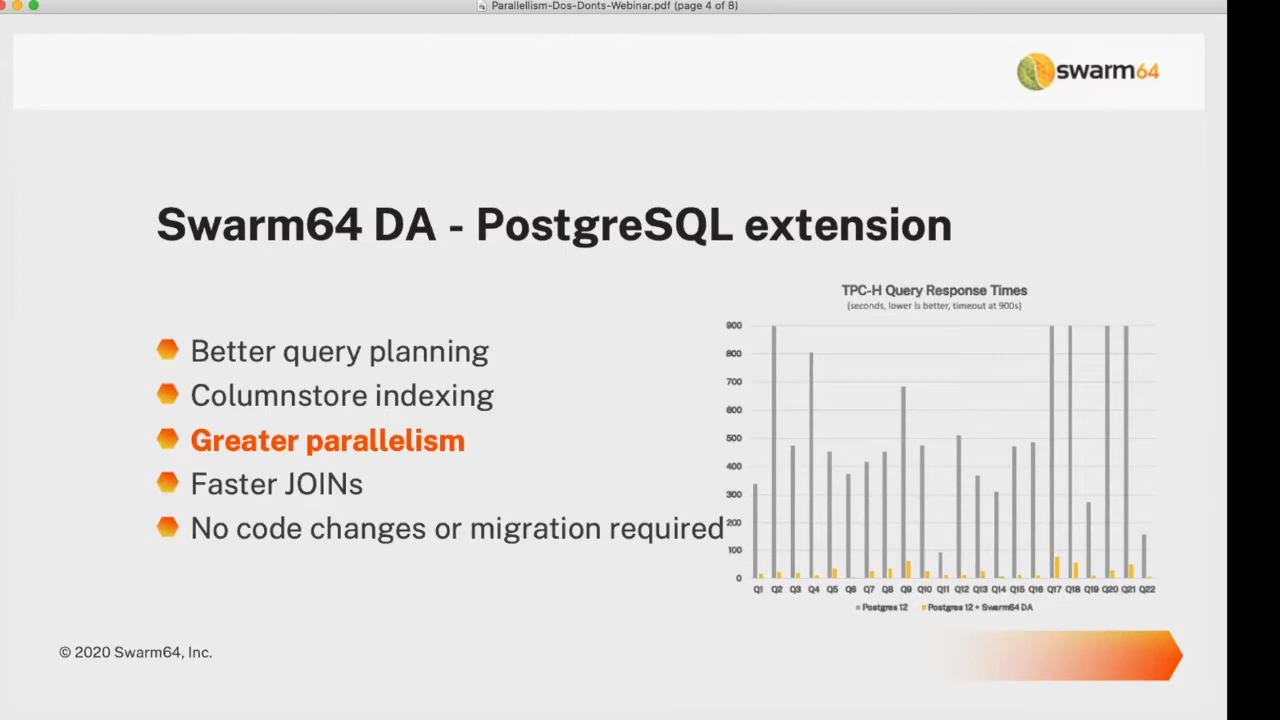 Parallellism-Dos-Donts-Webinar.pdf (page 4 of 8)
swarm64
Swarm64 DA - PostgreSQL extension
Better query planning
Columnstore indexing
Greater parallelism
Faster JOINs
No code changes or migration required
TPC-H Query Response Times
(seconds, lower is better, timeout at 900s)
900
800
700
600
500
400
300
200
100
0
Q1 Q2 Q3 Q4 Q5 Q6 Q7 Q8 Q9 Q10 Q11 Q12 Q13 Q14 Q15 Q16 Q17 Q18 Q19 Q20 Q21 Q22
Postgres 12 Postgres 12 + Swarm64 DA
© 2020 Swarm64, Inc.